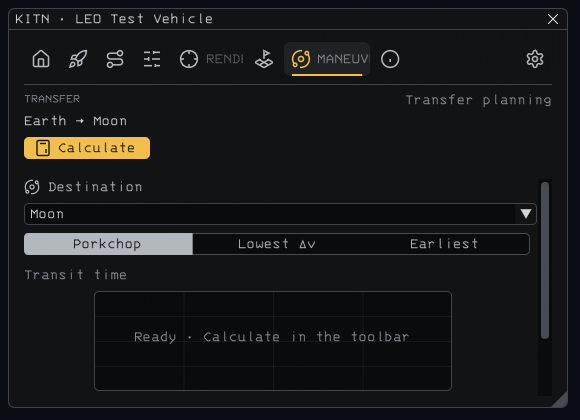 KITN · LEO Test Vehicle
RENDI
MANEUV
TRANSFER
Transfer planning
Earth → Moon
Calculate
Destination
Moon
Porkchop
Lowest Δv
Earliest
Transit time
Ready · Calculate in the toolbar